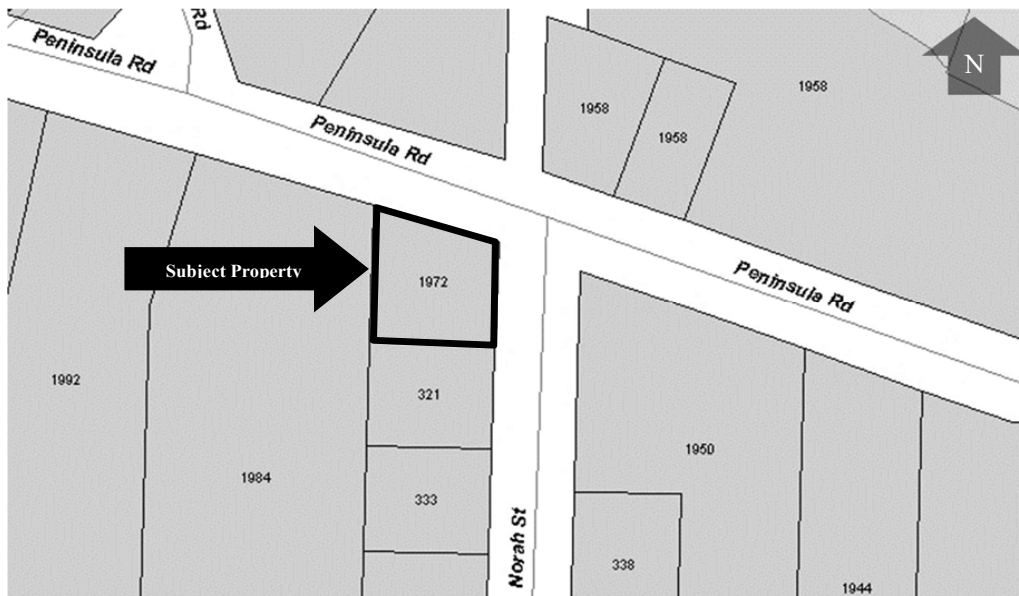 Rd
Peninsula Rd
N
1958
1958
1958
Peninsula Rd
Subject Property
1972
Peninsula Rd
1992
321
1984
1950
333
Norah St
338
1944